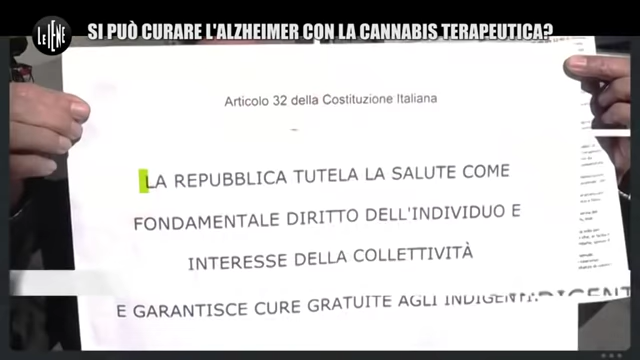 Le IENE
SI PUÒ CURARE L'ALZHEIMER CON LA CANNABIS TERAPEUTICA?
Articolo 32 della Costituzione Italiana
LA REPUBBLICA TUTELA LA SALUTE COME
FONDAMENTALE DIRITTO DELL'INDIVIDUO E
INTERESSE DELLA COLLETTIVITÀ
E GARANTISCE CURE GRATUITE AGLI INDIGENTI.